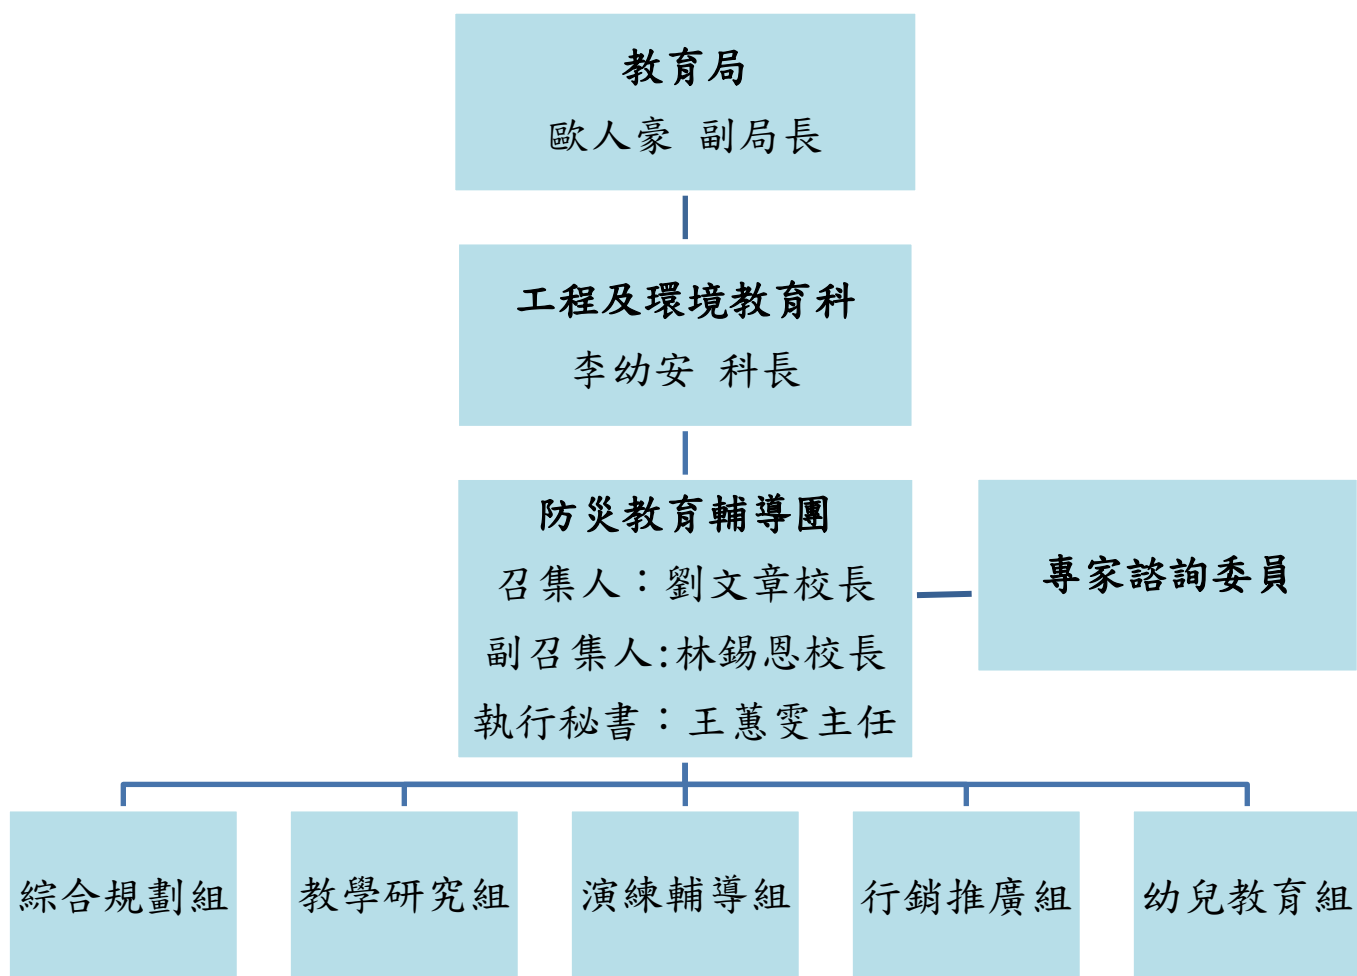 教育局
歐人豪 副局長
工程及環境教育科
李幼安 科長
防災教育輔導團
召集人：劉文章校長
副召集人:林錫恩校長
執行秘書：王蕙雯主任
專家諮詢委員
綜合規劃組
教學研究組
演練輔導組
行銷推廣組
幼兒教育組